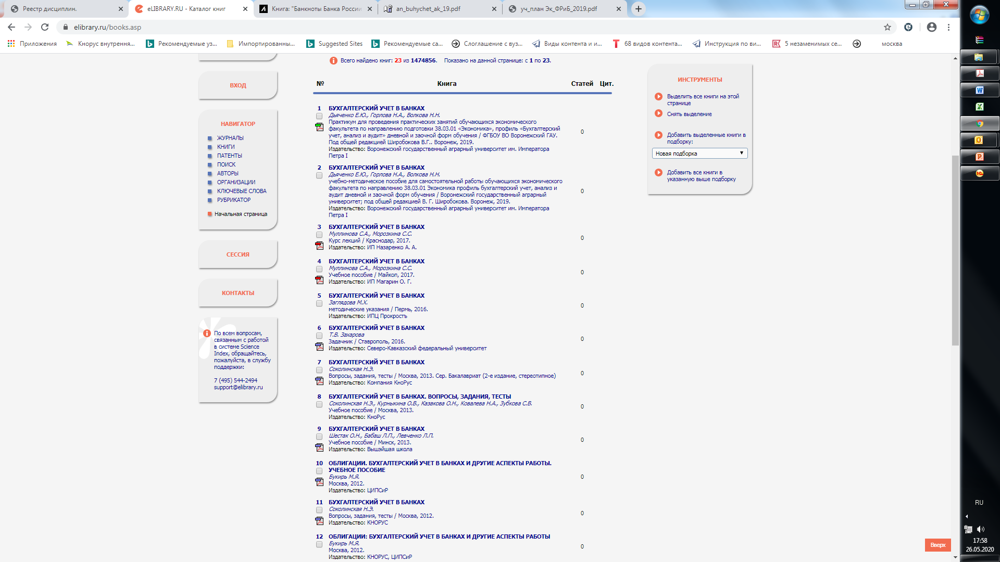 Реестр дисциплин.
eLIBRARY.RU - Каталог книг
Книга: "Банкноты Банка России
an_buhychet_ak_19.pdf
уч_план Эк_ФРиБ_2019.pdf
elibrary.ru/books.asp
Приложения
Кнорус внутрення...
Рекомендуемые уз...
Импортированны...
Suggested Sites
Рекомендуемые са...
Слоглашение с вуз...
Виды контента и и...
68 видов контента...
Инструкция по ви...
5 незаменимых се...
москва
ВХОД
НАВИГАТОР
ЖУРНАЛЫ
КНИГИ
ПАТЕНТЫ
ПОИСК
АВТОРЫ
ОРГАНИЗАЦИИ
КЛЮЧЕВЫЕ СЛОВА
РУБРИКАТОР
Начальная страница
СЕССИЯ
КОНТАКТЫ
По всем вопросам,
связанным с работой
в системе Science
Index, обращайтесь,
пожалуйста, в службу
поддержки:
7 (495) 544-2494
support@elibrary.ru
Всего найдено книг: 23 из 1474856. Показано на данной странице: с 1 по 23.
№ Книга Статей Цит.
1 БУХГАЛТЕРСКИЙ УЧЕТ В БАНКАХ
Дьяченко Е.Ю., Горлова Н.А., Волкова Н.Н.
Практикум для проведения практических занятий обучающихся экономического
факультета по направлению подготовки 38.03.01 «Экономика», профиль «Бухгалтерский
учет, анализ и аудит» дневной и заочной форм обучения / ФГБОУ ВО Воронежский ГАУ.
Под общей редакцией Широбокова В.Г.. Воронеж, 2019.
Издательство: Воронежский государственный аграрный университет им. Императора
Петра I
0
2 БУХГАЛТЕРСКИЙ УЧЕТ В БАНКАХ
Дьяченко Е.Ю., Горлова Н.А., Волкова Н.Н.
учебно-методическое пособие для самостоятельной работы обучающихся экономического
факультета по направлению 38.03.01 Экономика профиль бухгалтерский учет, анализ и
аудит дневной и заочной форм обучения / Воронежский государственный аграрный
университет; под общей редакцией В. Г. Широбокова. Воронеж, 2019.
Издательство: Воронежский государственный аграрный университет им. Императора
Петра I
0
3 БУХГАЛТЕРСКИЙ УЧЕТ В БАНКАХ
Муллинова С.А., Морозкина С.С.
Курс лекций / Краснодар, 2017.
Издательство: ИП Назаренко А. А.
0
4 БУХГАЛТЕРСКИЙ УЧЕТ В БАНКАХ
Муллинова С.А., Морозкина С.С.
Учебное пособие / Майкоп, 2017.
Издательство: ИП Магарин О. Г.
0
5 БУХГАЛТЕРСКИЙ УЧЕТ В БАНКАХ
Заглядова М.Х.
методические указания / Пермь, 2016.
Издательство: ИПЦ Прокростъ
0
6 БУХГАЛТЕРСКИЙ УЧЕТ В БАНКАХ
Т.В. Захарова
Задачник / Ставрополь, 2016.
Издательство: Северо-Кавказский федеральный университет
0
7 БУХГАЛТЕРСКИЙ УЧЕТ В БАНКАХ
Соколинская Н.Э.
Вопросы, задания, тесты / Москва, 2013. Сер. Бакалавриат (2-е издание, стереотипное)
Издательство: Компания КноРус
0
8 БУХГАЛТЕРСКИЙ УЧЕТ В БАНКАХ. ВОПРОСЫ, ЗАДАНИЯ, ТЕСТЫ
Соколинская Н.Э., Курныкина О.В., Казакова О.Н., Ковалева Н.А., Зубкова С.В.
Учебное пособие / Москва, 2013.
Издательство: КноРус
0
9 БУХГАЛТЕРСКИЙ УЧЕТ В БАНКАХ
Шестак О.Н., Бабаш Л.П., Левченко Л.П.
Учебное пособие / Минск, 2013.
Издательство: Вышэйшая школа
0
10 ОБЛИГАЦИИ. БУХГАЛТЕРСКИЙ УЧЕТ В БАНКАХ И ДРУГИЕ АСПЕКТЫ РАБОТЫ.
УЧЕБНОЕ ПОСОБИЕ
Букирь М.Я.
Москва, 2012.
Издательство: ЦИПСиР
0
11 БУХГАЛТЕРСКИЙ УЧЕТ В БАНКАХ
Соколинская Н.Э.
Вопросы, задания, тесты / Москва, 2012.
Издательство: КНОРУС
0
12 ОБЛИГАЦИИ: БУХГАЛТЕРСКИЙ УЧЕТ В БАНКАХ И ДРУГИЕ АСПЕКТЫ РАБОТЫ
Букирь М.Я.
Москва, 2012.
Издательство: КНОРУС, ЦИПСиР
0
ИНСТРУМЕНТЫ
Выделить все книги на этой
странице
Снять выделение
Добавить выделенные книги в
подборку:
Новая подборка
Добавить все книги в
указанную выше подборку
Вверх
RU
17:58
26.05.2020